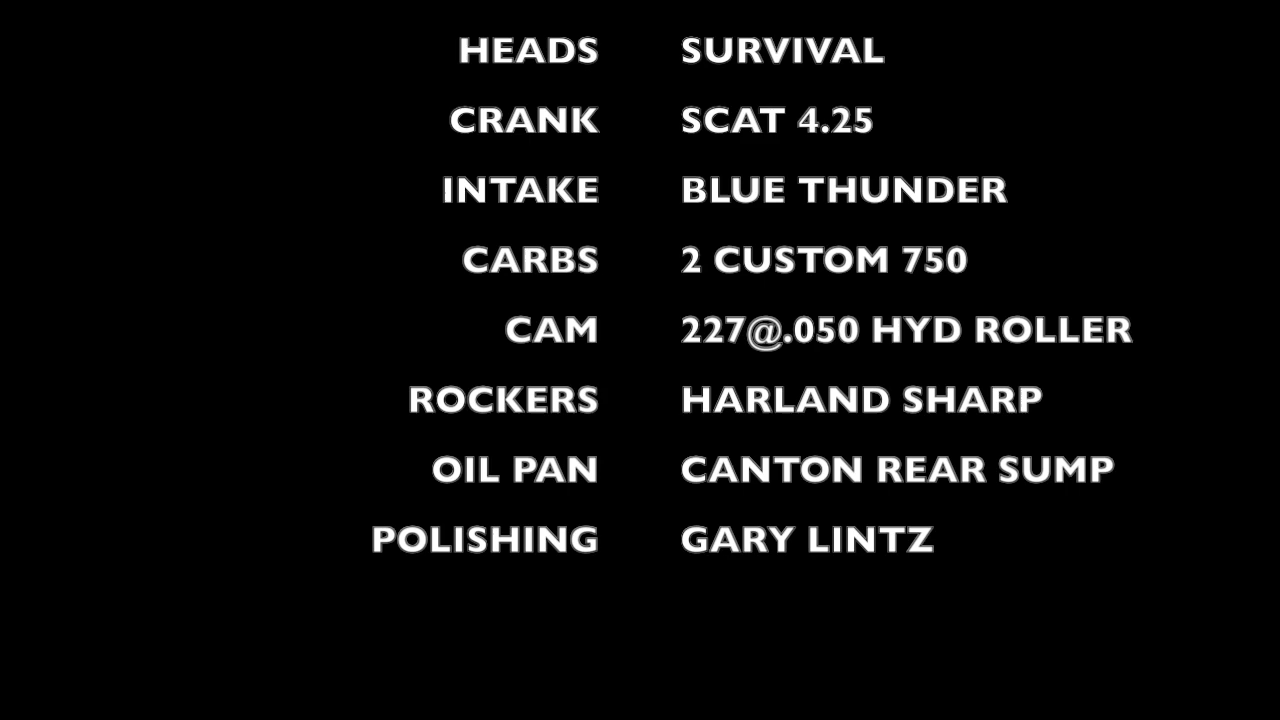 HEADS SURVIVAL
CRANK SCAT 4.25
INTAKE BLUE THUNDER
CARBS 2 CUSTOM 750
CAM 227@.050 HYD ROLLER
ROCKERS HARLAND SHARP
OIL PAN CANTON REAR SUMP
POLISHING GARY LINTZ